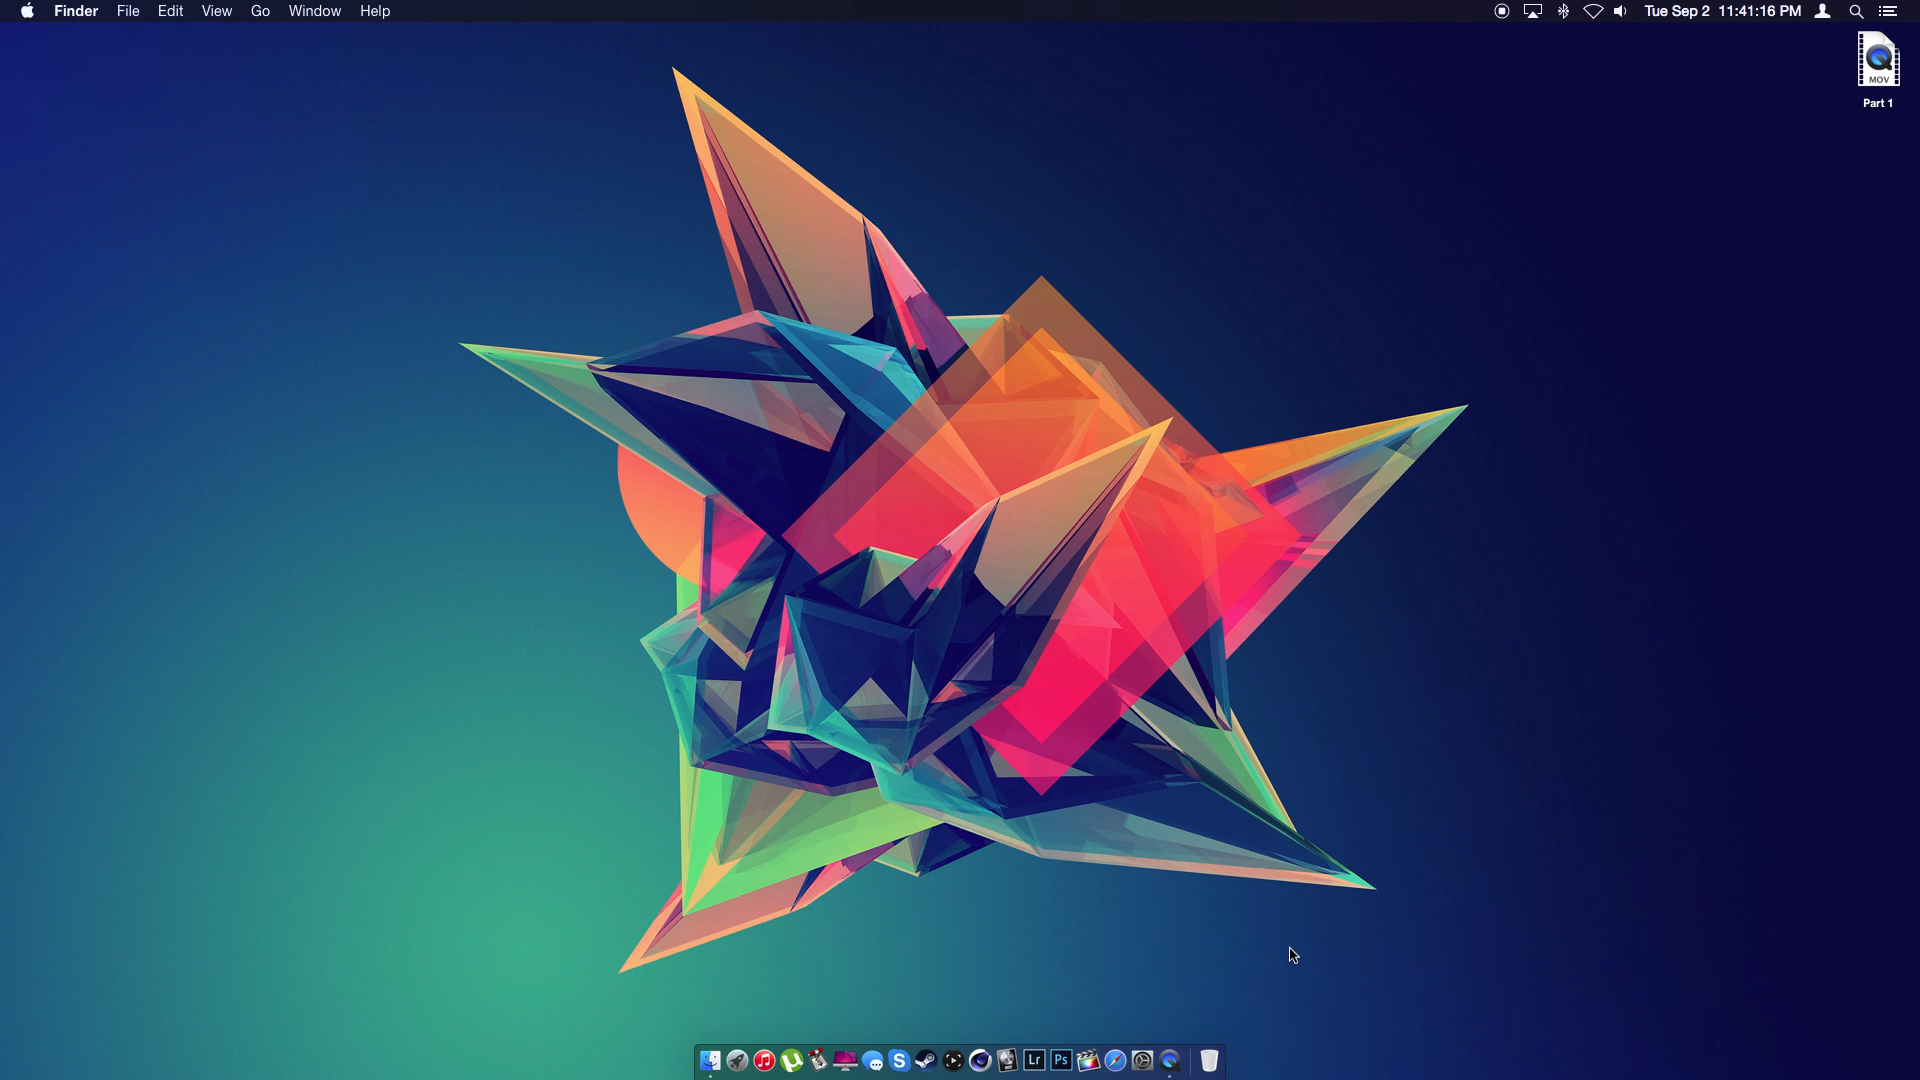 Finder File Edit View Go Window Help
Tue Sep 2 11:41:16 PM
MOV
Part 1
Lr
Ps